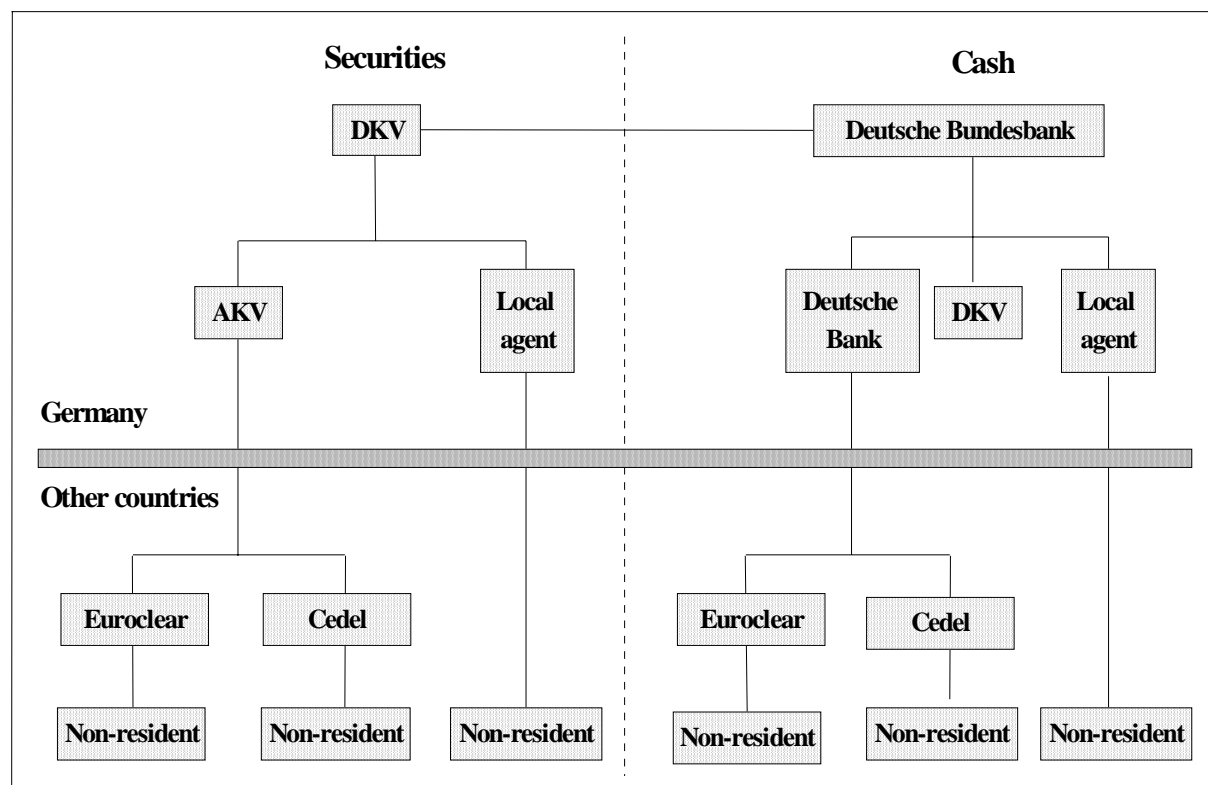 Securities
Cash
DKV
Deutsche Bundesbank
AKV
Local
agent
Deutsche
Bank
DKV
Local
agent
Germany
Other countries
Euroclear
Cedel
Euroclear
Cedel
Non-resident
Non-resident
Non-resident
Non-resident
Non-resident
Non-resident